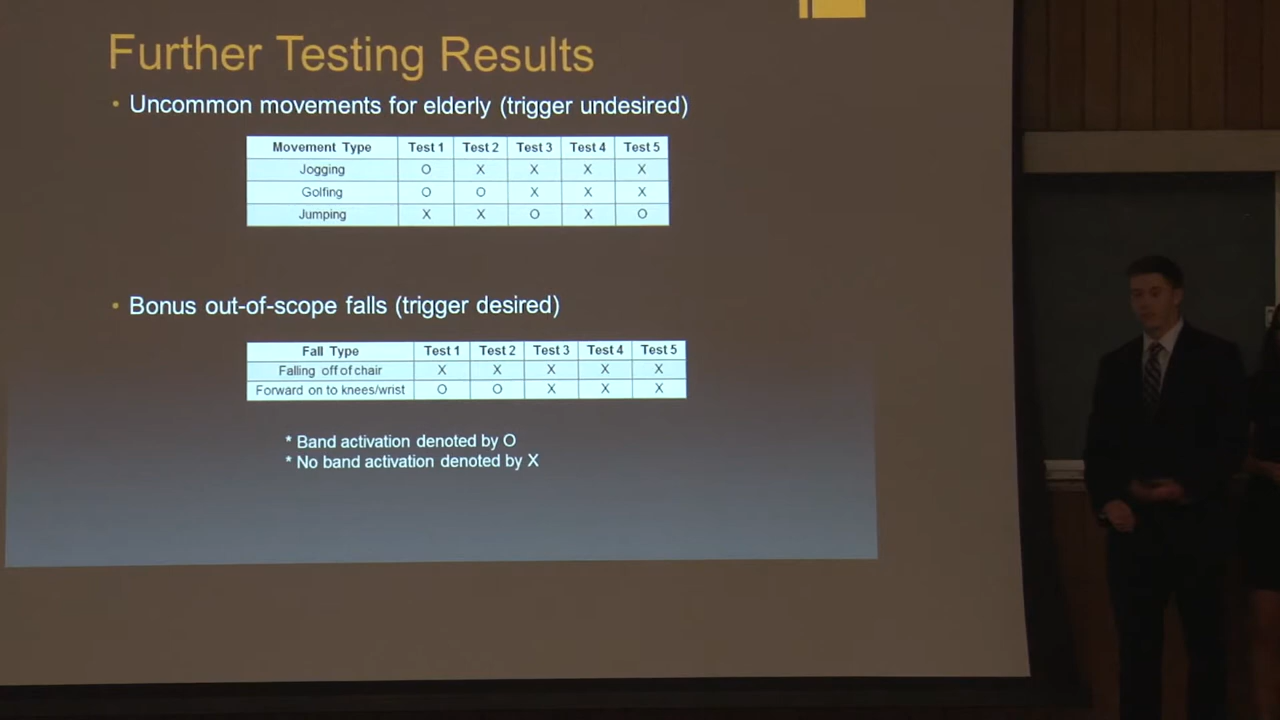 Further Testing Results
• Uncommon movements for elderly (trigger undesired)
Movement Type Test 1 Test 2 Test 3 Test 4 Test 5
Jogging O X X X X
Golfing O O X X X
Jumping X X O X O
• Bonus out-of-scope falls (trigger desired)
Fall Type Test 1 Test 2 Test 3 Test 4 Test 5
Falling off of chair X X X X X
Forward on to knees/wrist O O X X X
* Band activation denoted by O
* No band activation denoted by X